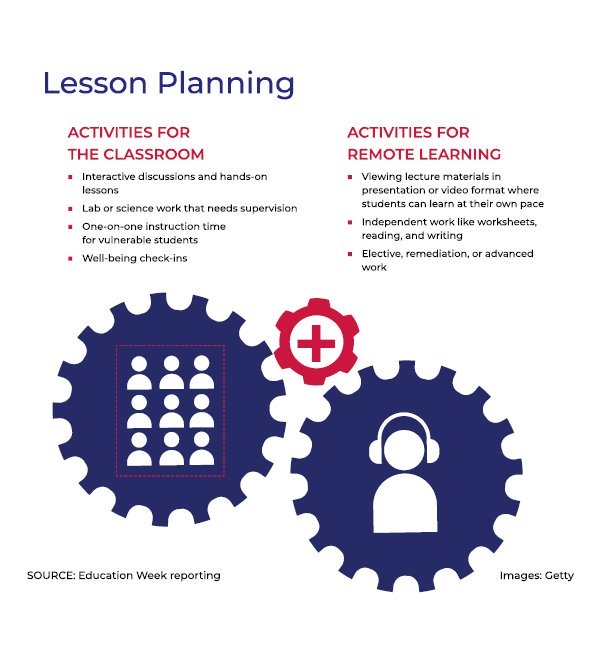 Lesson Planning
ACTIVITIES FOR
THE CLASSROOM
▪ Interactive discussions and hands-on
lessons
▪ Lab or science work that needs supervision
▪ One-on-one instruction time
for vulnerable students
▪ Well-being check-ins
ACTIVITIES FOR
REMOTE LEARNING
▪ Viewing lecture materials in
presentation or video format where
students can learn at their own pace
▪ Independent work like worksheets,
reading, and writing
▪ Elective, remediation, or advanced
work
SOURCE: Education Week reporting
Images: Getty